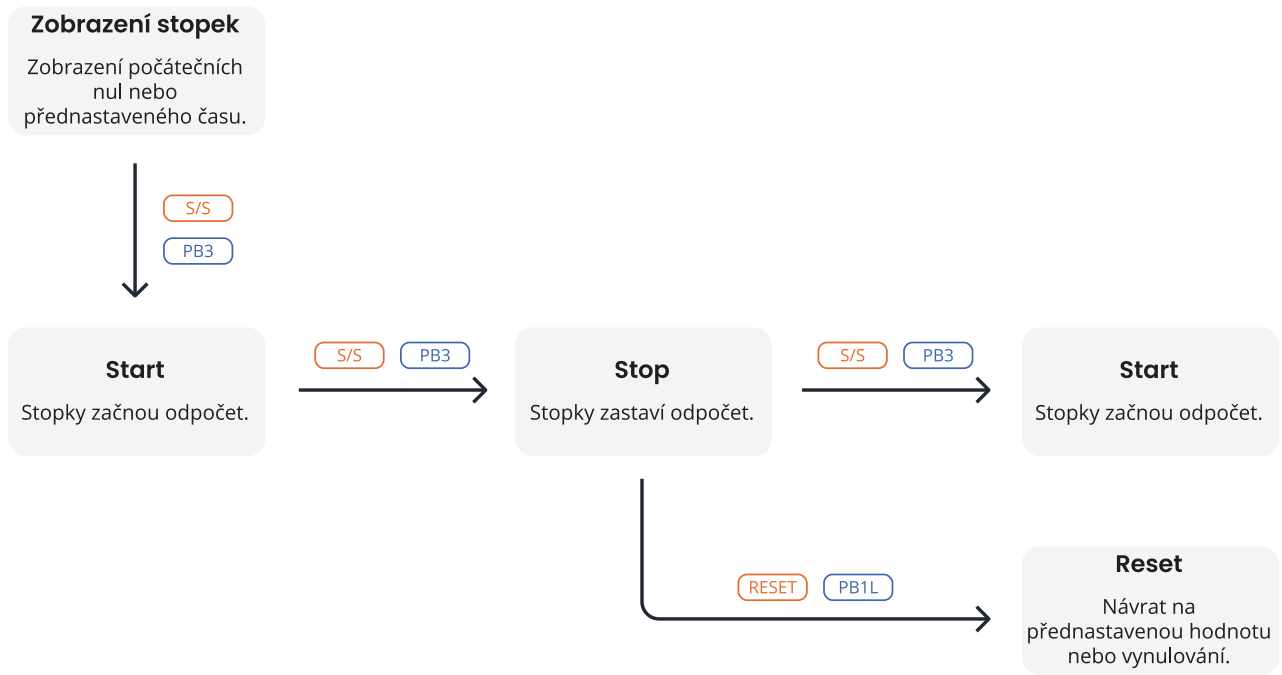 Zobrazení stopek
Zobrazení počátečních
nul nebo
přednastaveného času.
S/S
PB3
Start
Stopky začnou odpočet.
S/S
PB3
Stop
Stopky zastaví odpočet.
S/S
PB3
Start
Stopky začnou odpočet.
RESET
PB1L
Reset
Návrat na
přednastavenou hodnotu
nebo vynulování.